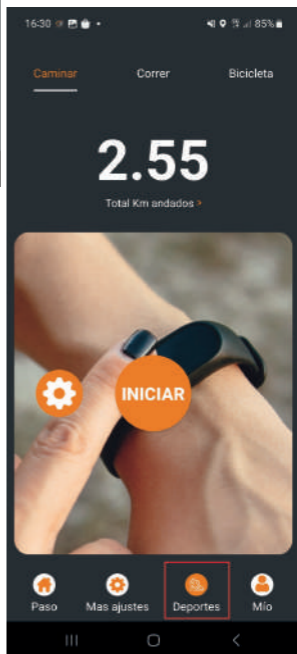 16:30 85%
Caminar Correr Bicicleta
2.55
Total Km andados >
INICIAR
Paso Mas ajustes Deportes Mío